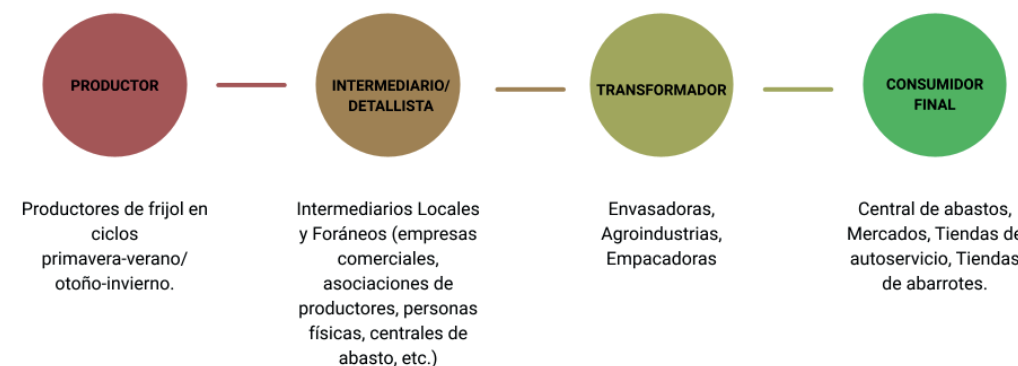 PRODUCTOR
INTERMEDIARIO/
DETALLISTA
TRANSFORMADOR
CONSUMIDOR
FINAL
Productores de frijol en
ciclos
primavera-verano/
otoño-invierno.
Intermediarios Locales
y Foráneos (empresas
comerciales,
asociaciones de
productores, personas
físicas, centrales de
abasto, etc.)
Envasadoras,
Agroindustrias,
Empacadoras
Central de abastos,
Mercados, Tiendas de
autoservicio, Tiendas
de abarrotes.